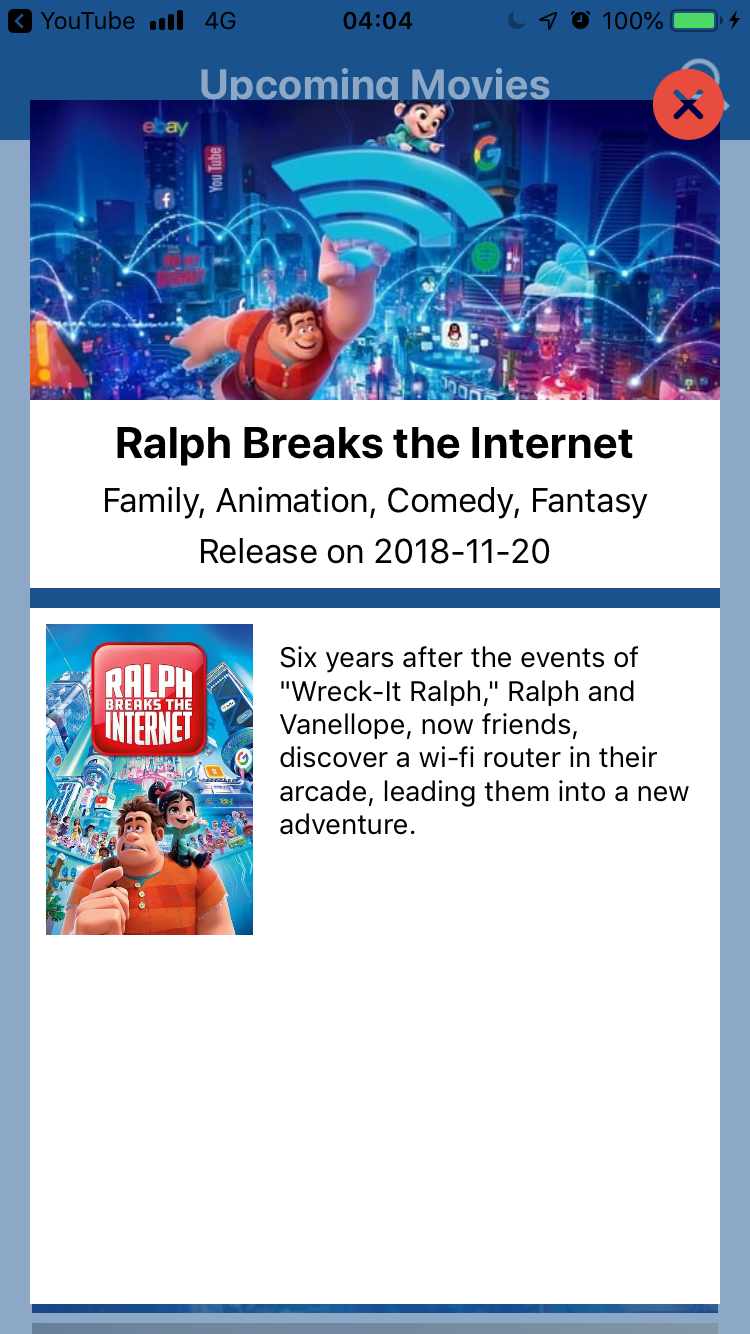 YouTube 4G 04:04 100%
Upcoming Movies
ebay
You Tube
Ralph Breaks the Internet
Family, Animation, Comedy, Fantasy
Release on 2018-11-20
RALPH
BREAKS THE
INTERNET
Six years after the events of
"Wreck-It Ralph," Ralph and
Vanellope, now friends,
discover a wi-fi router in their
arcade, leading them into a new
adventure.